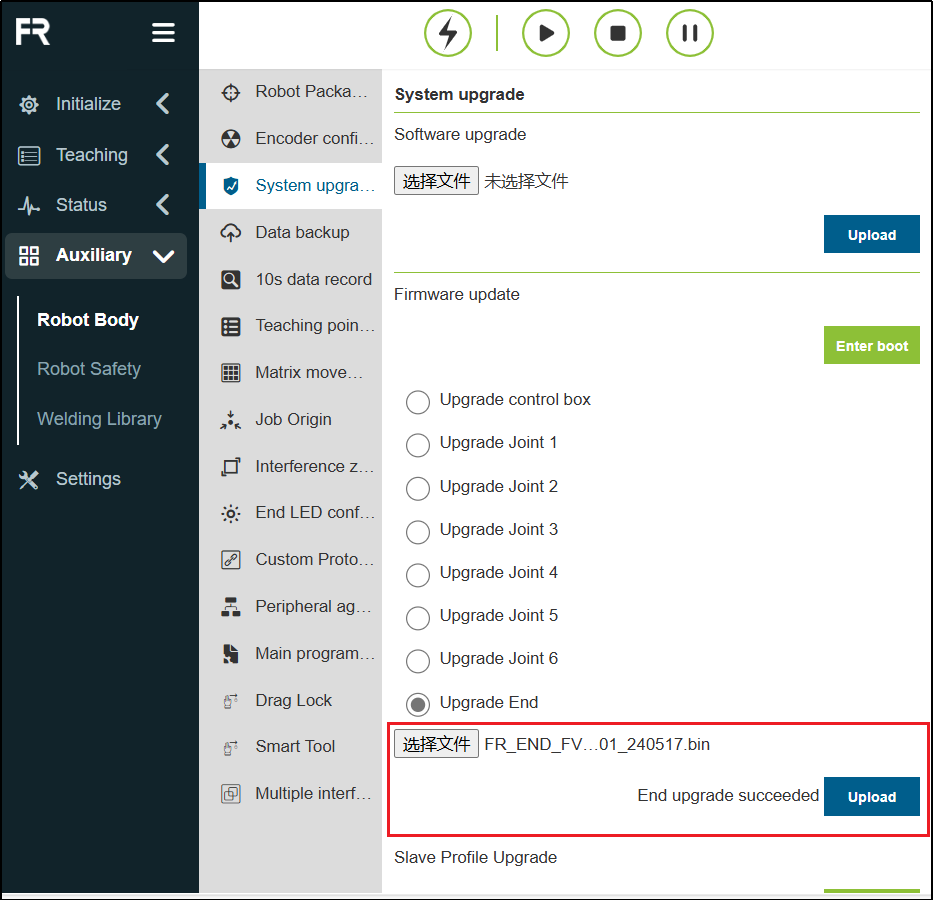 FR
Initialize
Teaching
Status
Auxiliary
Robot Body
Robot Safety
Welding Library
Settings
Robot Packa...
Encoder confi...
System upgra...
Data backup
10s data record
Teaching poin...
Matrix move...
Job Origin
Interference z...
End LED conf...
Custom Proto...
Peripheral ag...
Main program...
Drag Lock
Smart Tool
Multiple interf...
System upgrade
Software upgrade
选择文件 未选择文件
Upload
Firmware update
Enter boot
Upgrade control box
Upgrade Joint 1
Upgrade Joint 2
Upgrade Joint 3
Upgrade Joint 4
Upgrade Joint 5
Upgrade Joint 6
Upgrade End
选择文件 FR_END_FV...01_240517.bin
End upgrade succeeded Upload
Slave Profile Upgrade